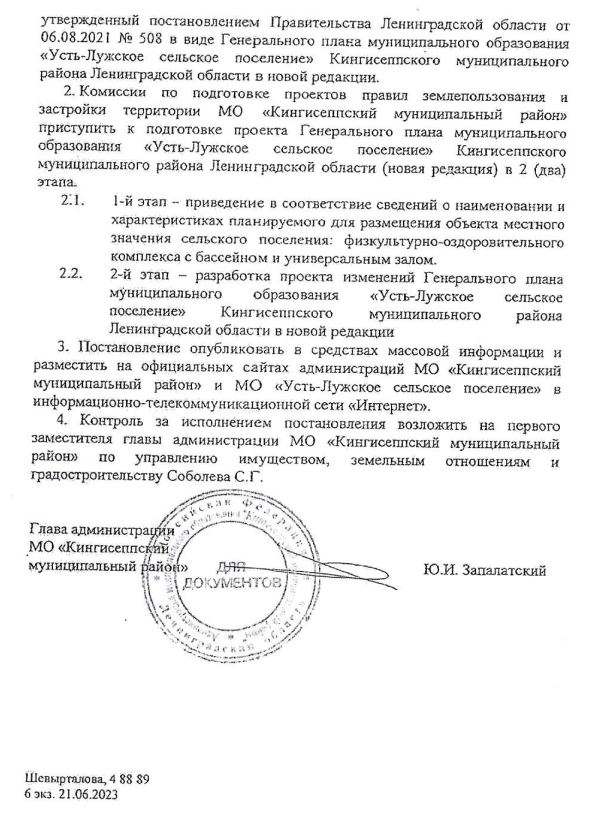 утвержденный постановлением Правительства Ленинградской области от
06.08.2021 № 508 в виде Генерального плана муниципального образования
«Усть-Лужское сельское поселение» Кингисеппского муниципального
района Ленинградской области в новой редакции.
2. Комиссии по подготовке проектов правил землепользования и
застройки территории МО «Кингисеппский муниципальный район»
приступить к подготовке проекта Генерального плана муниципального
образования «Усть-Лужское сельское поселение» Кингисеппского
муниципального района Ленинградской области (новая редакция) в 2 (два)
этапа.
2.1. 1-й этап – приведение в соответствие сведений о наименовании и
характеристиках планируемого для размещения объекта местного
значения сельского поселения: физкультурно-оздоровительного
комплекса с бассейном и универсальным залом.
2.2. 2-й этап – разработка проекта изменений Генерального плана
муниципального образования «Усть-Лужское сельское
поселение» Кингисеппского муниципального района
Ленинградской области в новой редакции
3. Постановление опубликовать в средствах массовой информации и
разместить на официальных сайтах администраций МО «Кингисеппский
муниципальный район» и МО «Усть-Лужское сельское поселение» в
информационно-телекоммуникационной сети «Интернет».
4. Контроль за исполнением постановления возложить на первого
заместителя главы администрации МО «Кингисеппский муниципальный
район» по управлению имуществом, земельным отношениям и
градостроительству Соболева С.Г.
Глава администрации
МО «Кингисеппский
муниципальный район»
Ю.И. Запалатский
Российская Федерация
Ленинградская область
ДЛЯ
ДОКУМЕНТОВ
Шевырталова, 4 88 89
6 экз. 21.06.2023